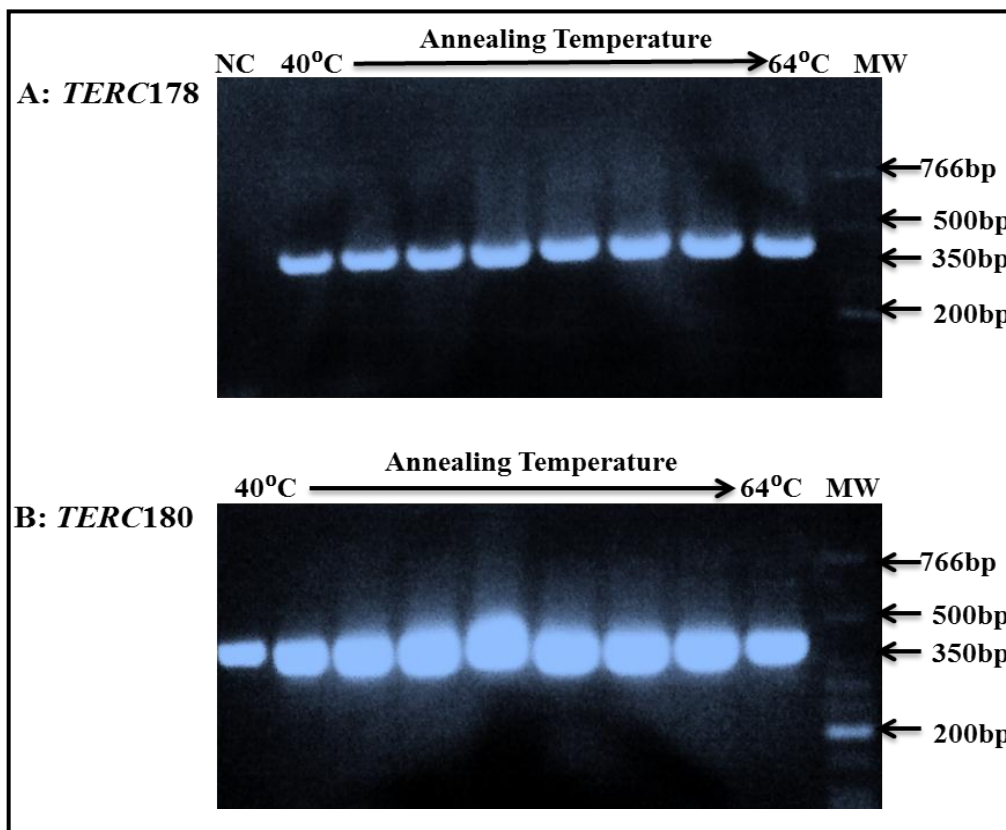 Annealing Temperature
NC 40°C 64°C MW
A: TERC178
766bp
500bp
350bp
200bp
Annealing Temperature
40°C 64°C MW
B: TERC180
766bp
500bp
350bp
200bp